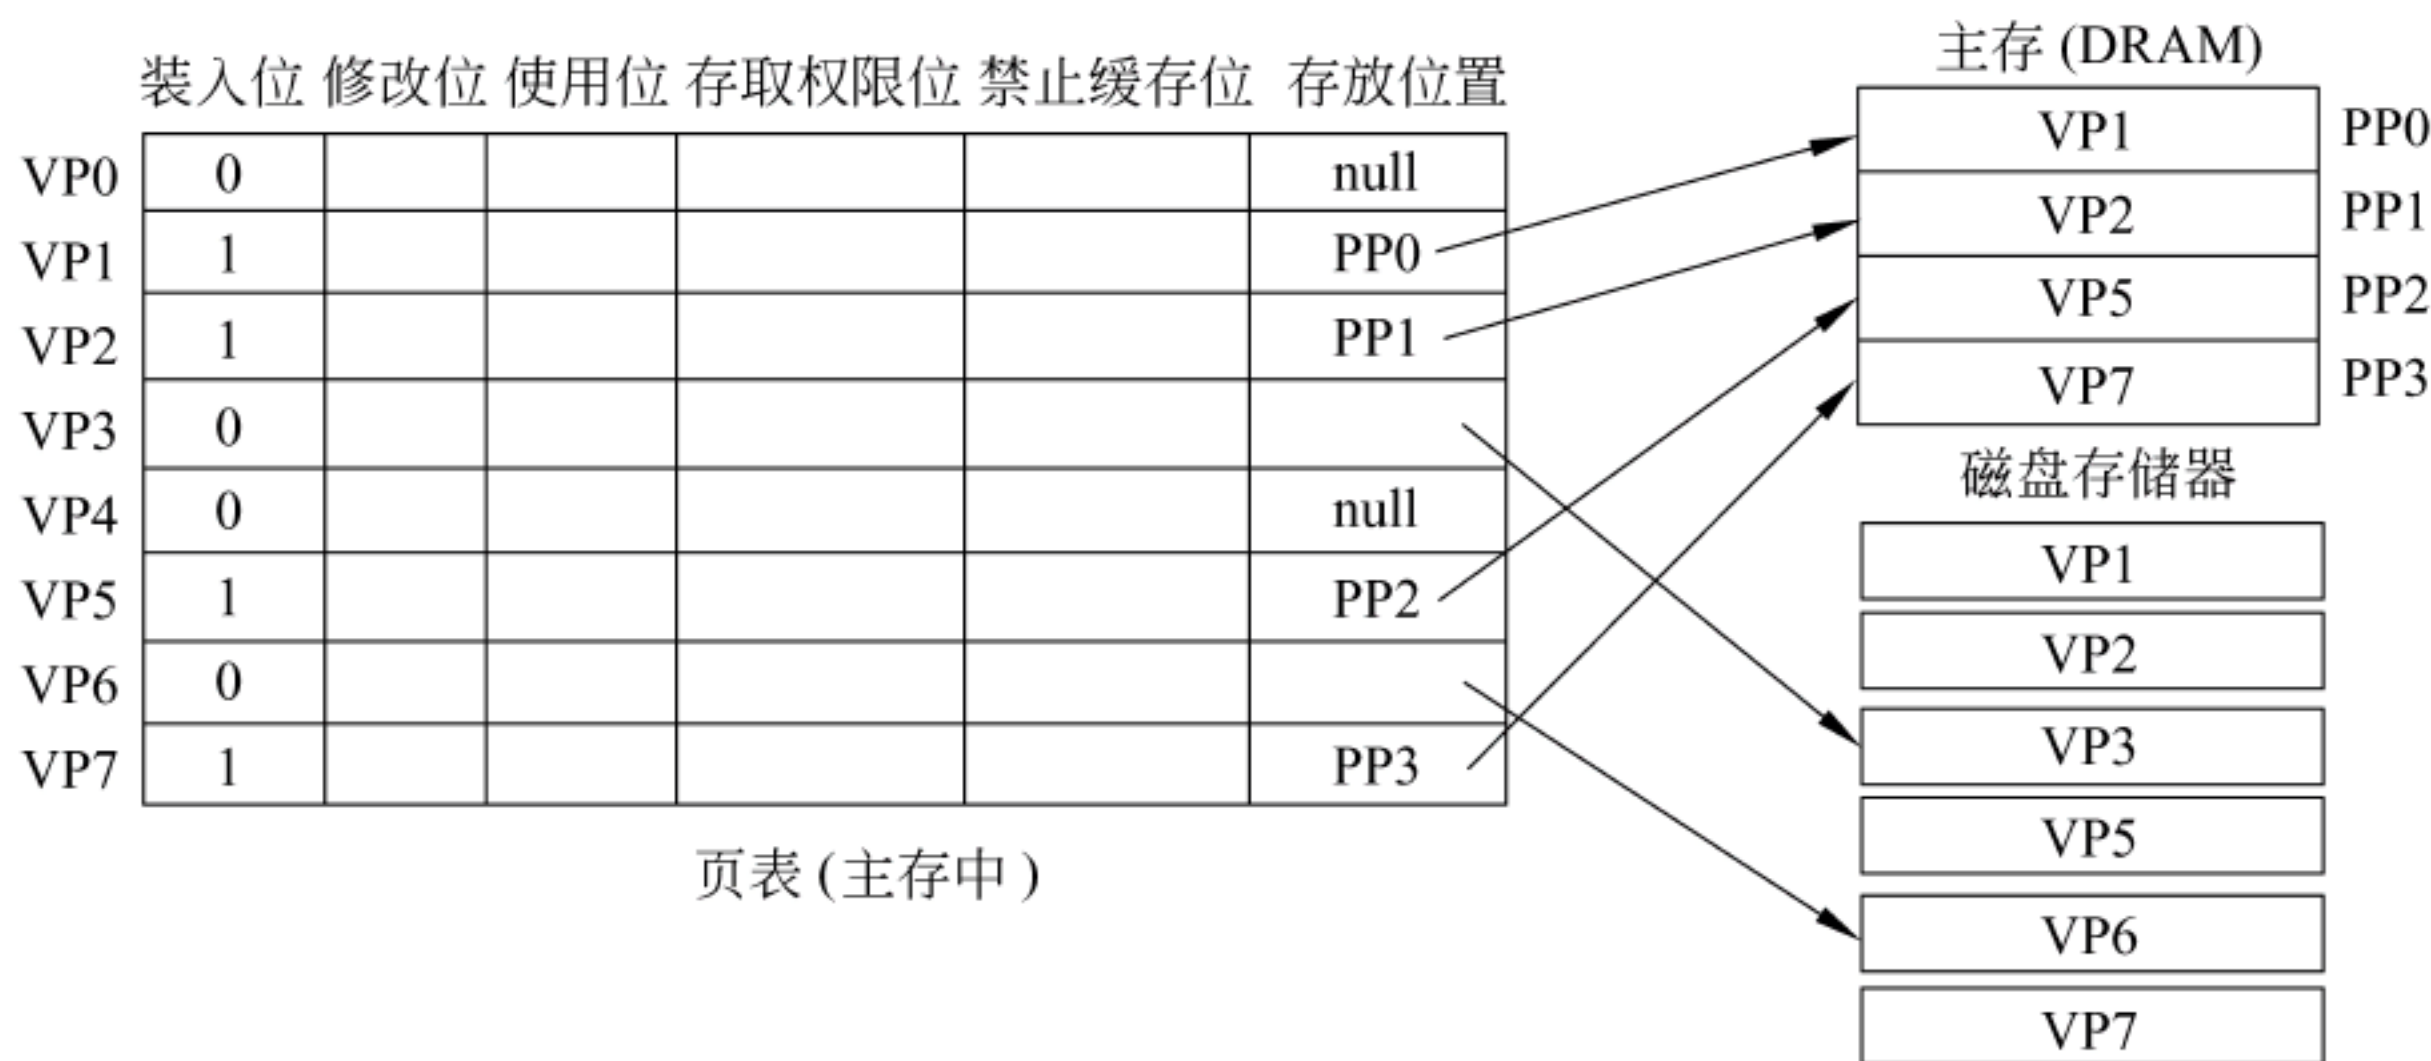 装入位 修改位 使用位 存取权限位 禁止缓存位 存放位置
VP0 0 null
VP1 1 PP0
VP2 1 PP1
VP3 0
VP4 0 null
VP5 1 PP2
VP6 0
VP7 1 PP3
页表 (主存中)
主存 (DRAM)
VP1 PP0
VP2 PP1
VP5 PP2
VP7 PP3
磁盘存储器
VP1
VP2
VP3
VP5
VP6
VP7